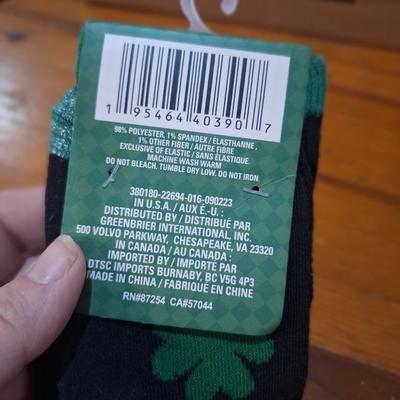 1 95464 40390 7
98% POLYESTER, 1% SPANDEX / ÉLASTHANNE,
1% OTHER FIBER / AUTRE FIBRE
EXCLUSIVE OF ELASTIC / SANS ÉLASTIQUE
MACHINE WASH WARM
DO NOT BLEACH. TUMBLE DRY LOW. DO NOT IRON.
380180-22694-016-090223
IN U.S.A. / AUX É.-U. :
DISTRIBUTED BY / DISTRIBUÉ PAR
GREENBRIER INTERNATIONAL, INC.
500 VOLVO PARKWAY, CHESAPEAKE, VA 23320
IN CANADA / AU CANADA :
IMPORTED BY / IMPORTÉ PAR
DTSC IMPORTS BURNABY, BC V5G 4P3
MADE IN CHINA / FABRIQUÉ EN CHINE
RN#87254 CA#57044